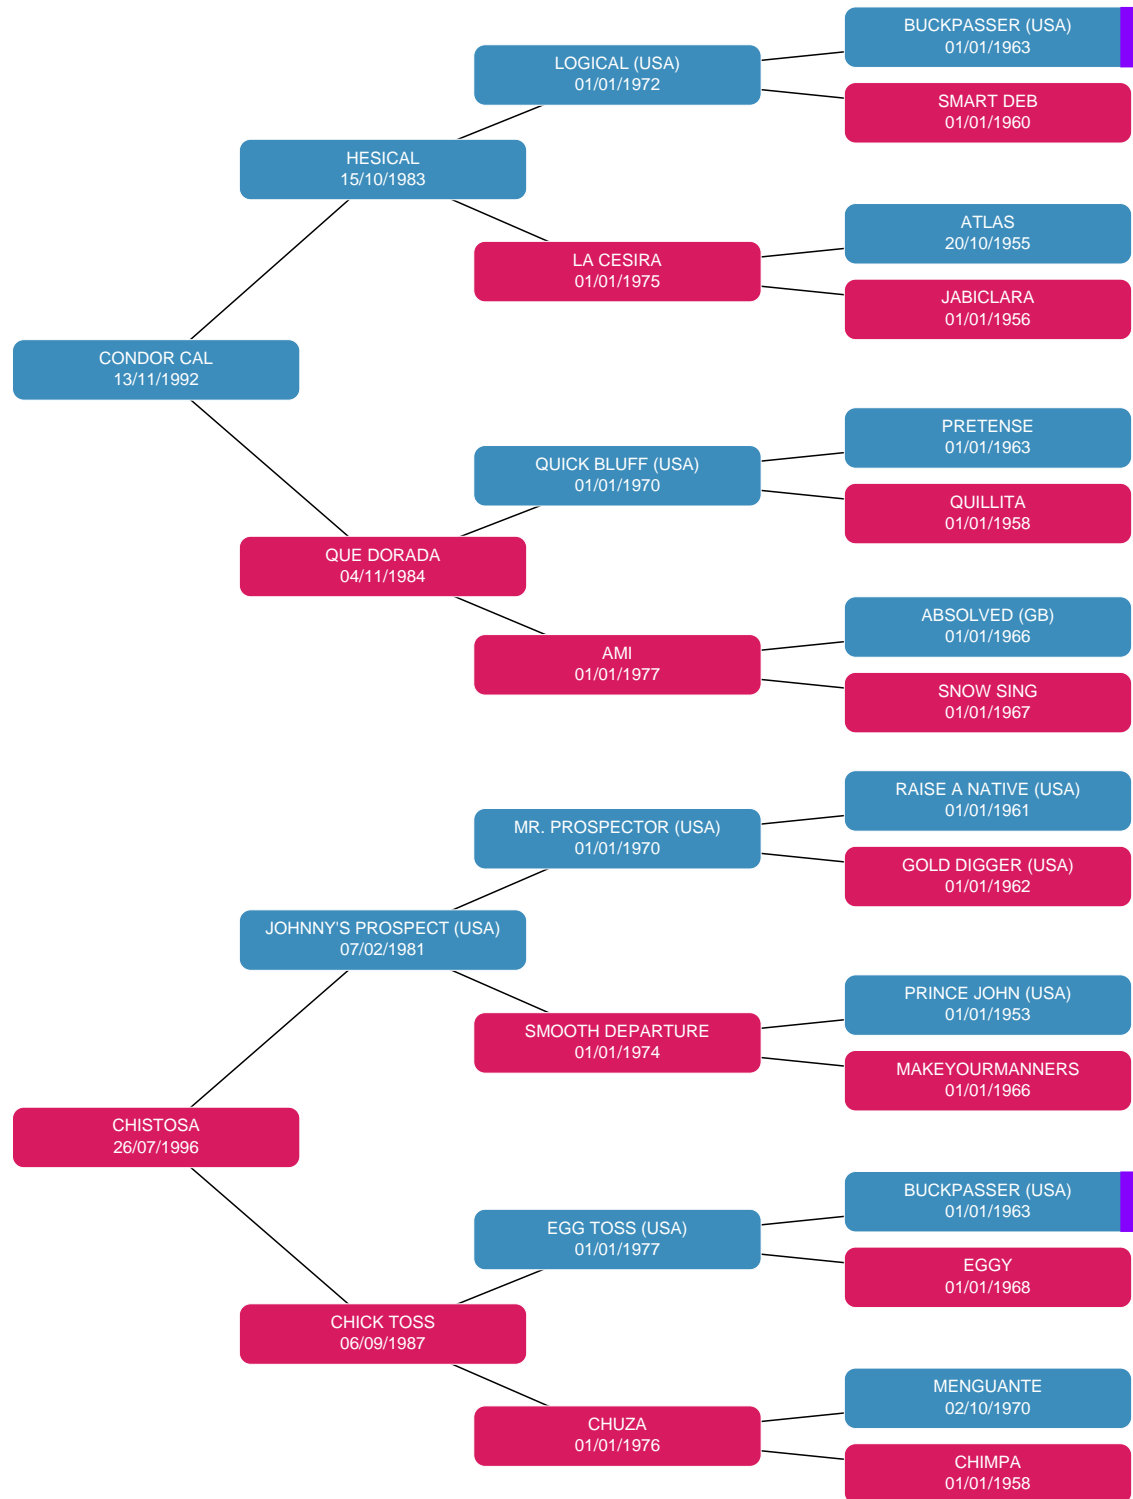 BUCKPASSER (USA)
01/01/1963
LOGICAL (USA)
01/01/1972
SMART DEB
01/01/1960
HESICAL
15/10/1983
ATLAS
20/10/1955
LA CESIRA
01/01/1975
JABICLARA
01/01/1956
CONDOR CAL
13/11/1992
PRETENSE
01/01/1963
QUICK BLUFF (USA)
01/01/1970
QUILLITA
01/01/1958
QUE DORADA
04/11/1984
ABSOLVED (GB)
01/01/1966
AMI
01/01/1977
SNOW SING
01/01/1967
RAISE A NATIVE (USA)
01/01/1961
MR. PROSPECTOR (USA)
01/01/1970
GOLD DIGGER (USA)
01/01/1962
JOHNNY'S PROSPECT (USA)
07/02/1981
PRINCE JOHN (USA)
01/01/1953
SMOOTH DEPARTURE
01/01/1974
MAKEYOURMANNERS
01/01/1966
CHISTOSA
26/07/1996
BUCKPASSER (USA)
01/01/1963
EGG TOSS (USA)
01/01/1977
EGGY
01/01/1968
CHICK TOSS
06/09/1987
MENGUANTE
02/10/1970
CHUZA
01/01/1976
CHIMPA
01/01/1958